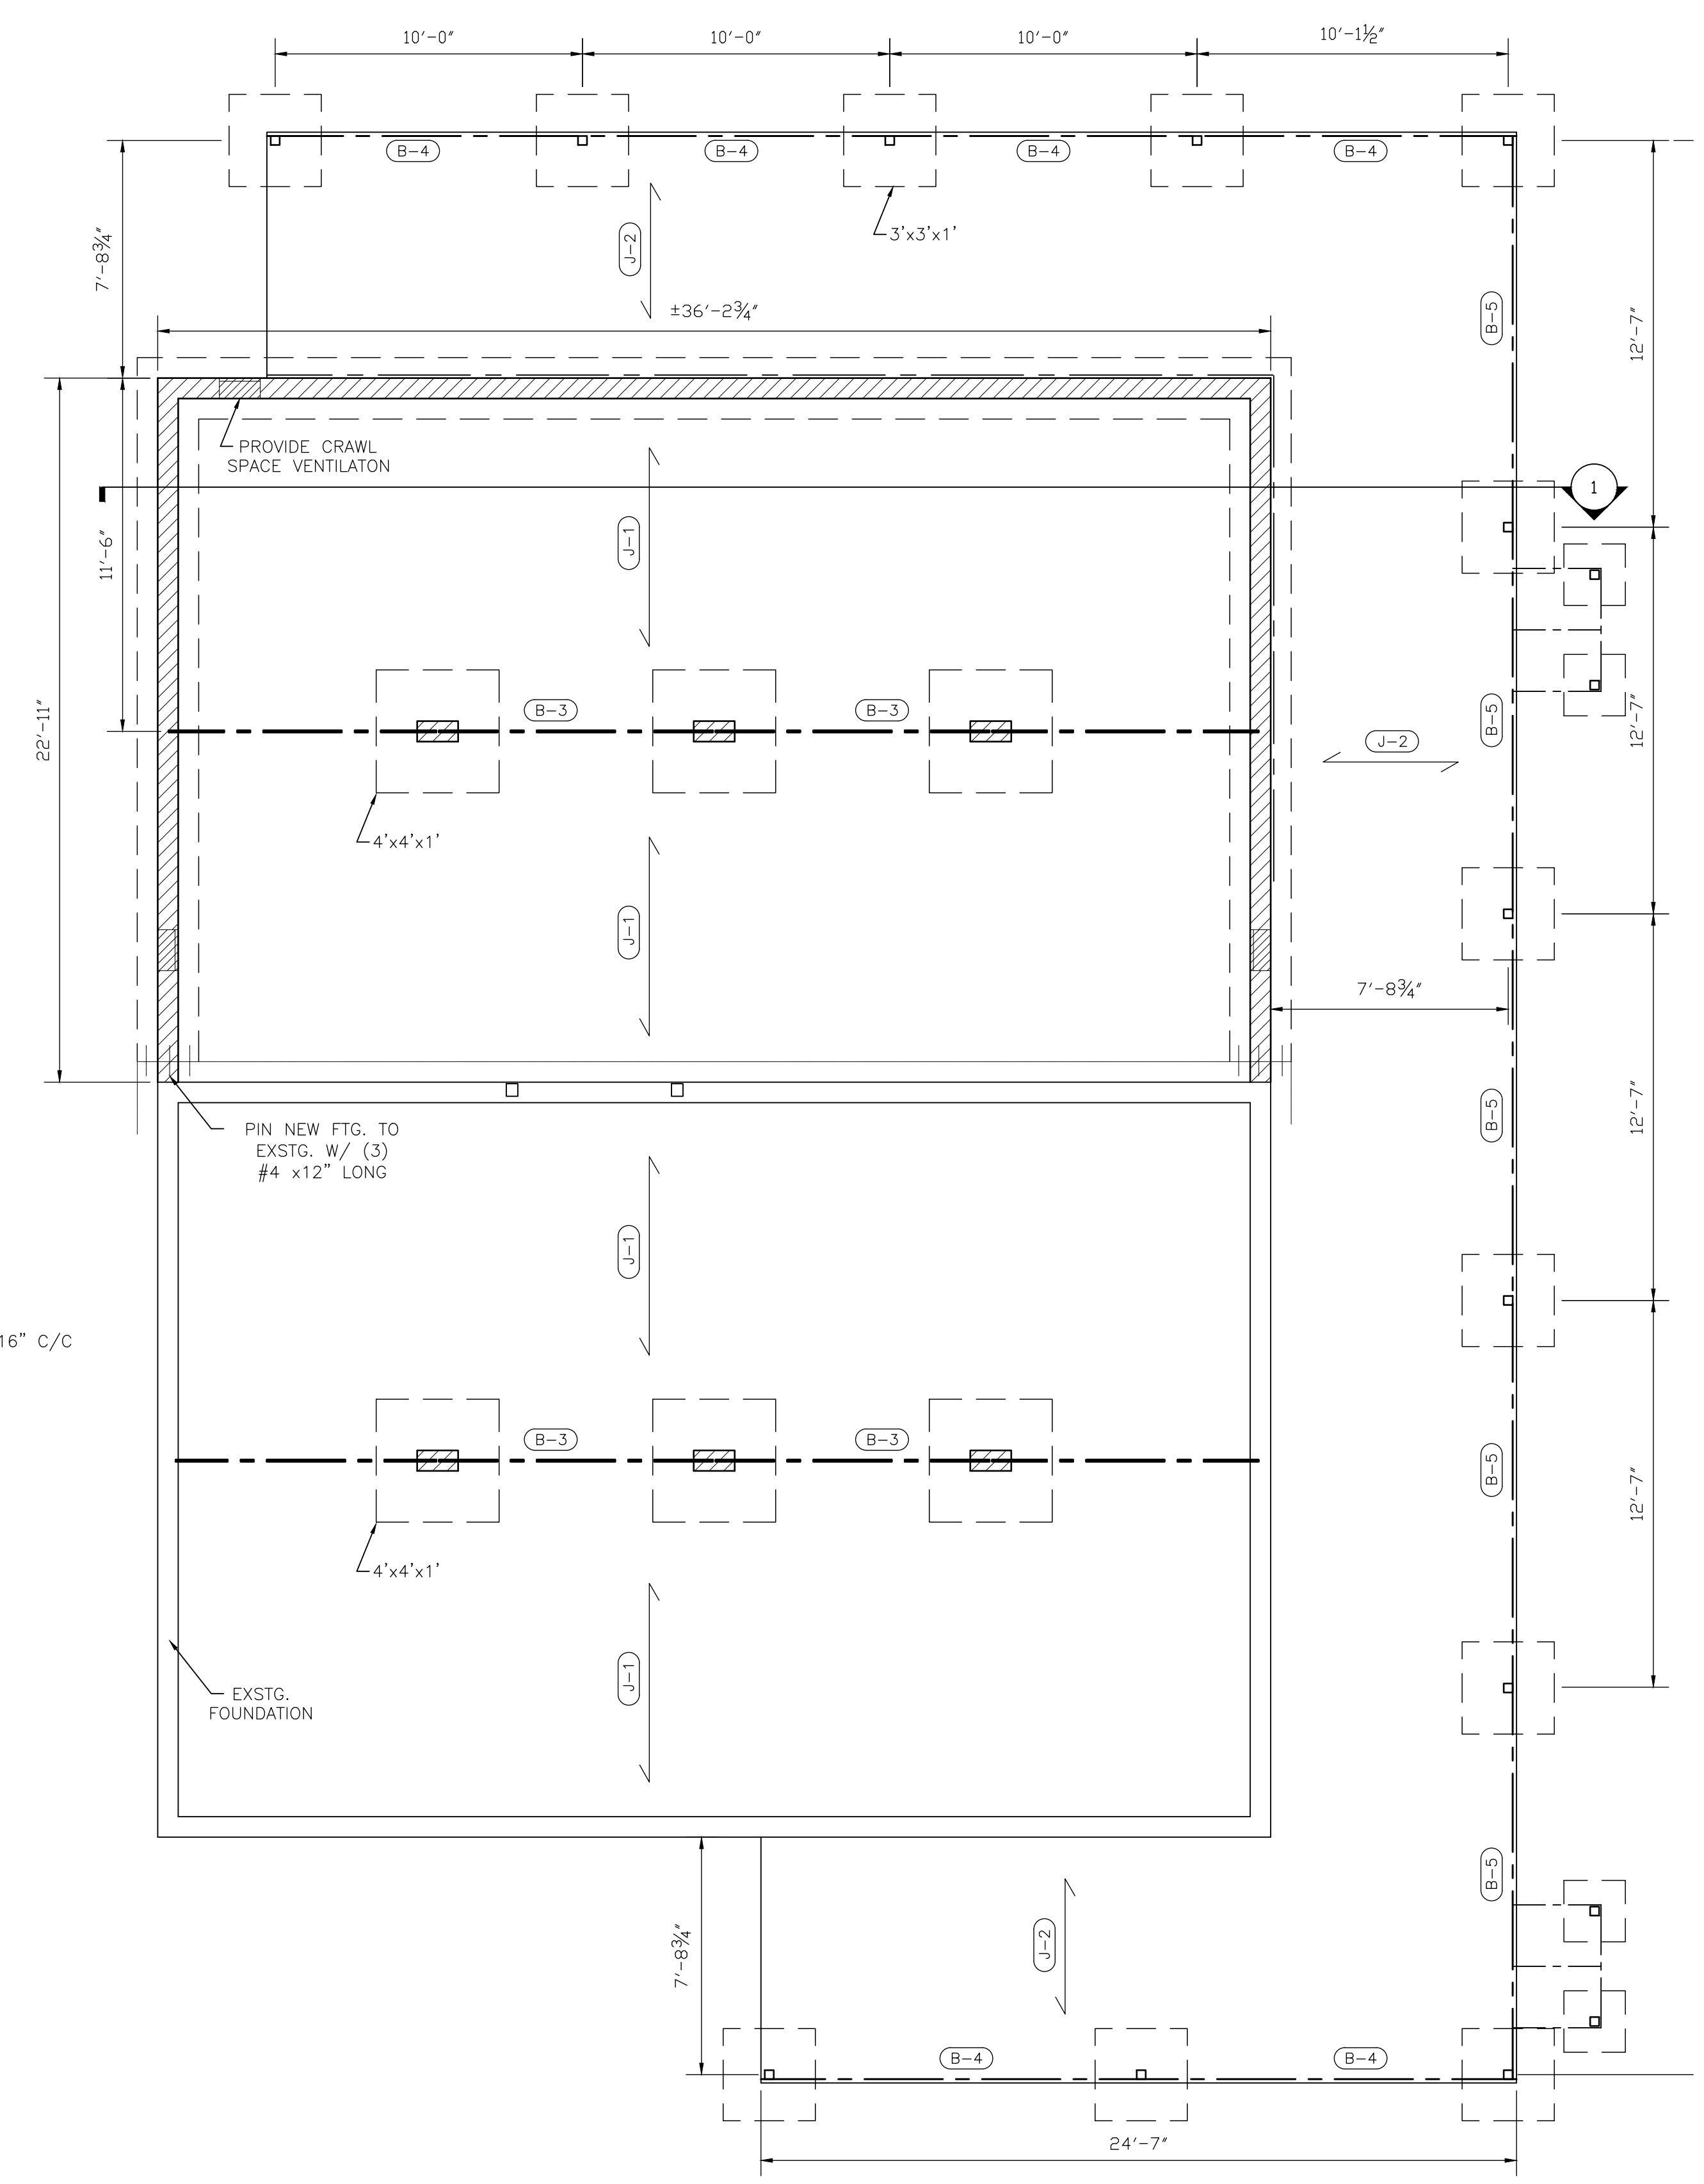 10'-0"
10'-0"
10'-0"
10'-1½"
B-4
B-4
B-4
B-4
3'x3'x1'
J-2
7'-8¾"
±36'-2¾"
B-5
12'-7"
PROVIDE CRAWL
SPACE VENTILATON
1
11'-6"
J-1
22'-11"
B-3
B-3
B-5
12'-7"
J-2
4'x4'x1'
J-1
7'-8¾"
B-5
12'-7"
PIN NEW FTG. TO
EXSTG. W/ (3)
#4 x12" LONG
J-1
16" C/C
B-3
B-3
B-5
12'-7"
4'x4'x1'
J-1
EXSTG.
FOUNDATION
B-5
7'-8¾"
J-2
B-4
B-4
24'-7"